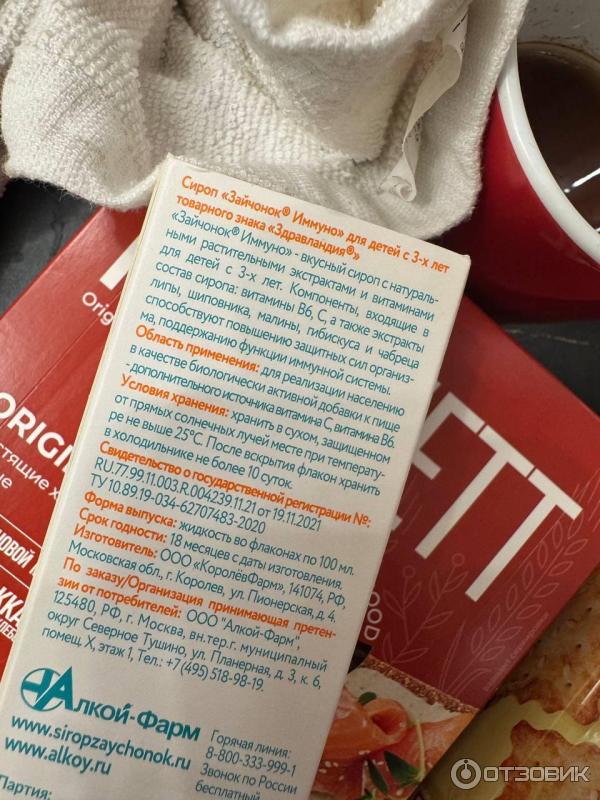 Сироп «Зайчонок® Иммуно» для детей с 3-х лет
товарного знака «Здравландия®»
«Зайчонок® Иммуно» - вкусный сироп с натураль-
ными растительными экстрактами и витаминами
для детей с 3-х лет. Компоненты, входящие в
состав сиропа: витамины В6, С, а также экстракты
липы, шиповника, малины, гибискуса и чабреца
способствуют повышению защитных сил организ-
ма, поддержанию функции иммунной системы.
Область применения: для реализации населению
в качестве биологически активной добавки к пище
-дополнительного источника витамина С, витамина В6.
Условия хранения: хранить в сухом, защищенном
от прямых солнечных лучей месте при температу-
ре не выше 25°С. После вскрытия флакон хранить
в холодильнике не более 10 суток.
Свидетельство о государственной регистрации №:
RU.77.99.11.003.R.004239.11.21 от 19.11.2021
ТУ 10.89.19-034-62707483-2020
Форма выпуска: жидкость во флаконах по 100 мл.
Срок годности: 18 месяцев с даты изготовления.
Изготовитель: ООО «КоролёвФарм», 141074, РФ,
Московская обл., г. Королев, ул. Пионерская, д. 4.
По заказу/Организация принимающая претен-
зии от потребителей: ООО "Алкой-Фарм",
125480, РФ, г. Москва, вн.тер.г. муниципальный
округ Северное Тушино, ул. Планерная, д. 3, к. 6,
помещ. X, этаж 1, Тел.: +7 (495) 518-98-19.
Алкой-Фарм
www.siropzaychonok.ru
www.alkoy.ru
Горячая линия:
8-800-333-999-1
Звонок по России
бесплатный
Партия:
ETT
ORIGI
OOD
ОТЗОВИК